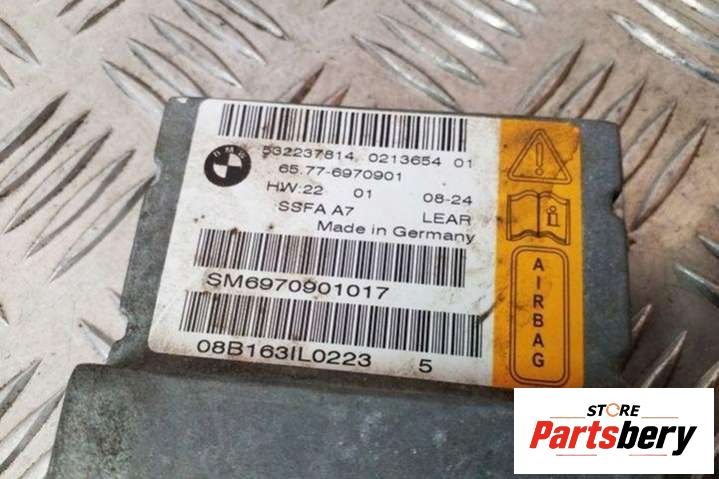 BMW
532237814 0213654 01
65.77-6970901
HW:22 01 08-24
SSFA A7 LEAR
Made in Germany
SM6970901017
08B163IL0223 5
AIRBAG
STORE
Partsbery